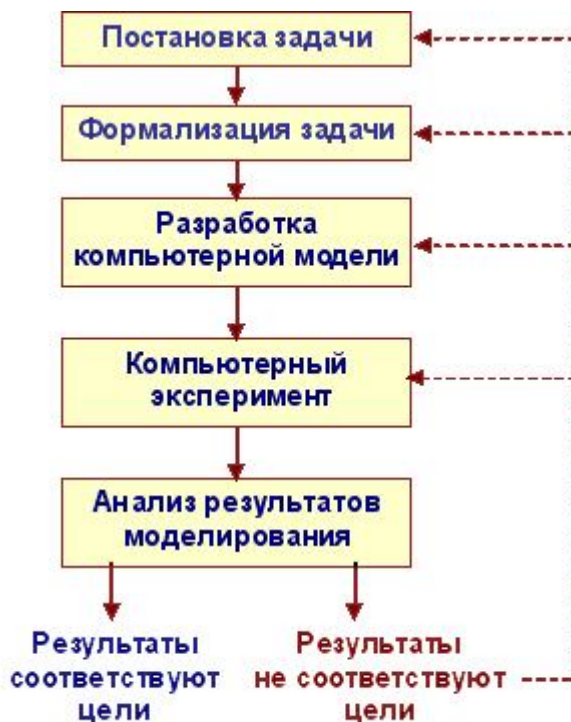 Постановка задачи
Формализация задачи
Разработка
компьютерной модели
Компьютерный
эксперимент
Анализ результатов
моделирования
Результаты
соответствуют
цели
Результаты
не соответствуют
цели